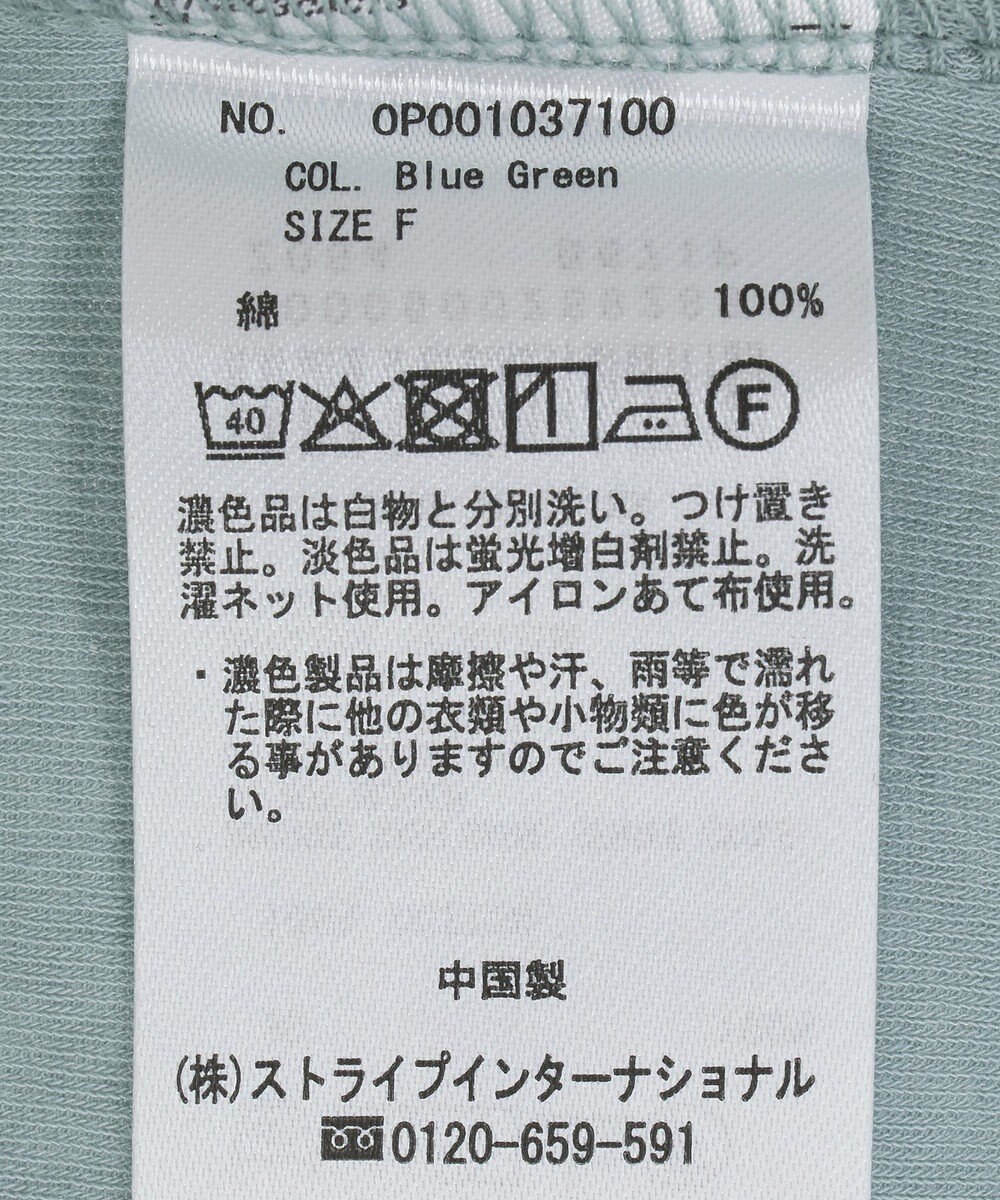 NO. OP001037100
COL. Blue Green
SIZE F
綿 100%
40 F
濃色品は白物と分別洗い。つけ置き
禁止。淡色品は蛍光増白剤禁止。洗
濯ネット使用。アイロンあて布使用。
・濃色製品は摩擦や汗、雨等で濡れ
た際に他の衣類や小物類に色が移
る事がありますのでご注意くださ
い。
中国製
(株)ストライプインターナショナル
0120-659-591